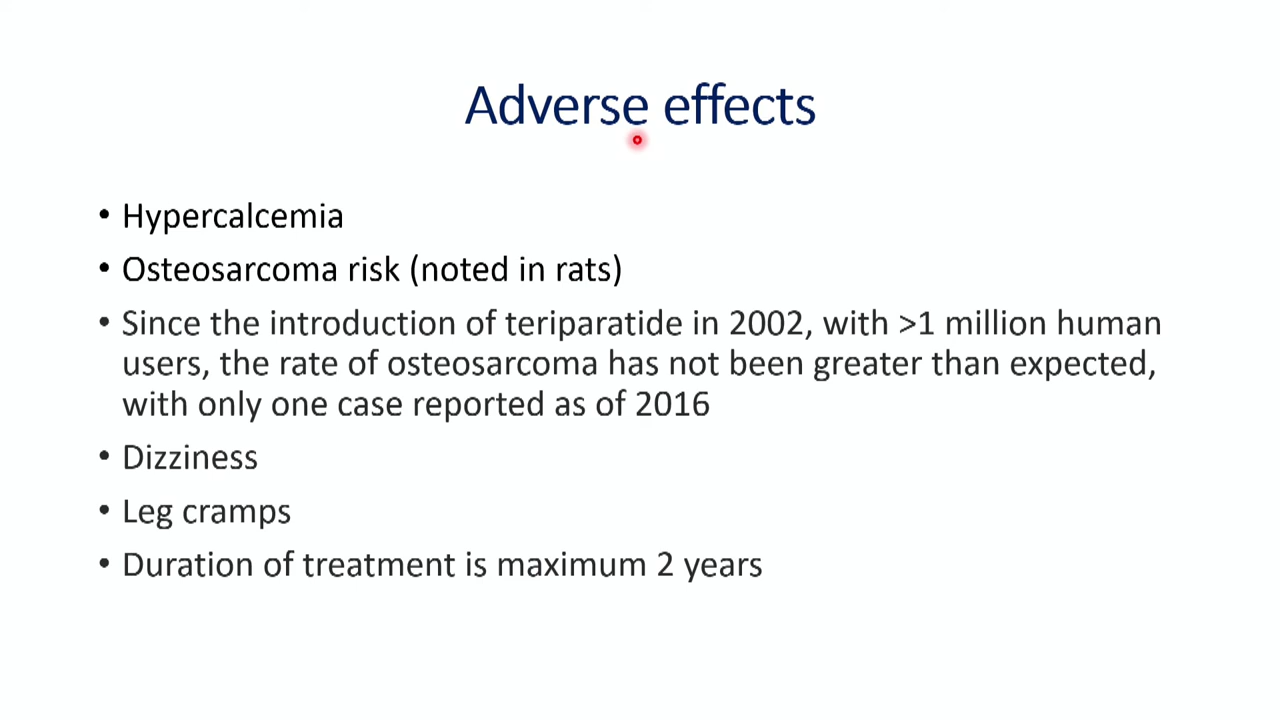 Adverse effects
• Hypercalcemia
• Osteosarcoma risk (noted in rats)
• Since the introduction of teriparatide in 2002, with >1 million human
users, the rate of osteosarcoma has not been greater than expected,
with only one case reported as of 2016
• Dizziness
• Leg cramps
• Duration of treatment is maximum 2 years